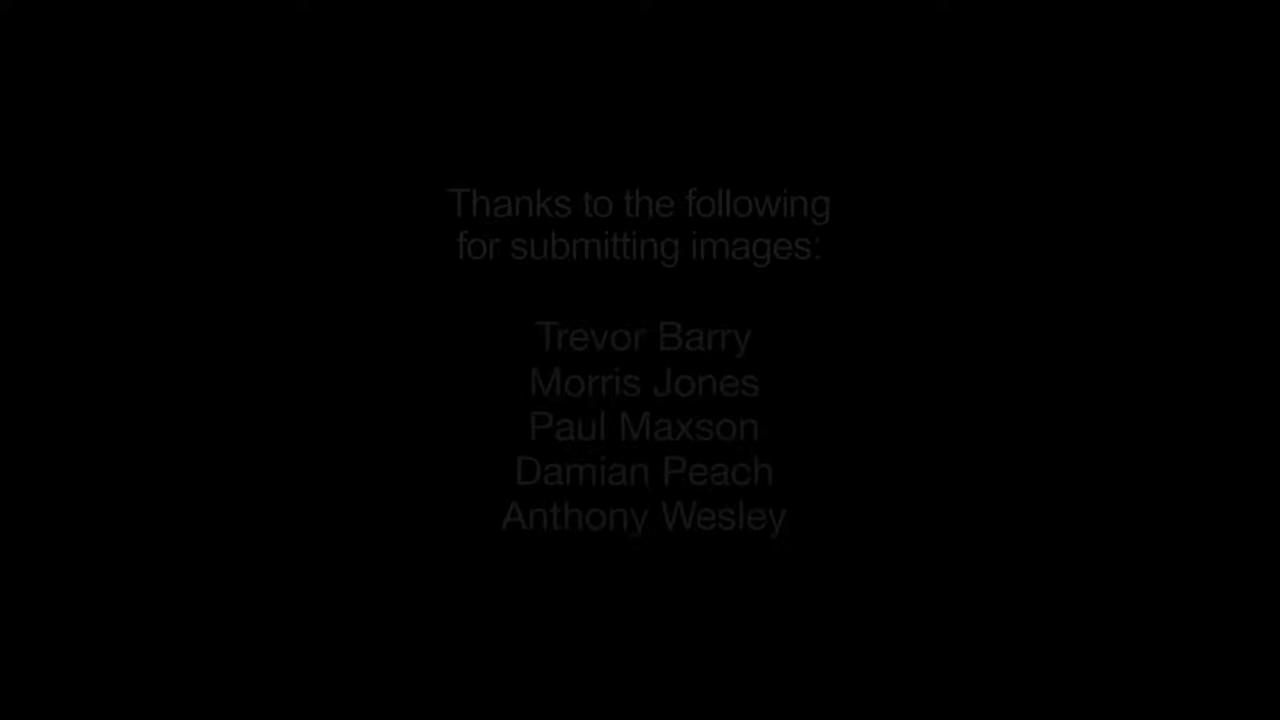 Thanks to the following
for submitting images:
Trevor Barry
Morris Jones
Paul Maxson
Damian Peach
Anthony Wesley